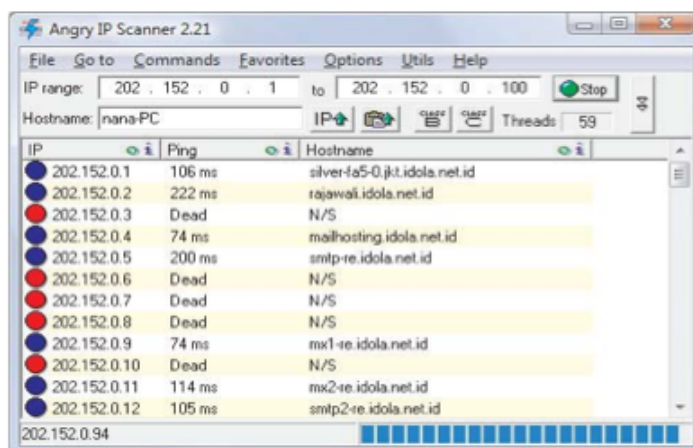 Angry IP Scanner 2.21
File Go to Commands Favorites Options Utils Help
IP range: 202 . 152 . 0 . 1 to 202 . 152 . 0 . 100 Stop
Hostname: nana-PC IP Threads 59
IP Ping Hostname
202.152.0.1 106 ms silver-fa5-0.jkt.idola.net.id
202.152.0.2 222 ms rajawali.idola.net.id
202.152.0.3 Dead N/S
202.152.0.4 74 ms mailhosting.idola.net.id
202.152.0.5 200 ms smtp-re.idola.net.id
202.152.0.6 Dead N/S
202.152.0.7 Dead N/S
202.152.0.8 Dead N/S
202.152.0.9 74 ms mx1-re.idola.net.id
202.152.0.10 Dead N/S
202.152.0.11 114 ms mx2-re.idola.net.id
202.152.0.12 105 ms smtp2-re.idola.net.id
202.152.0.94